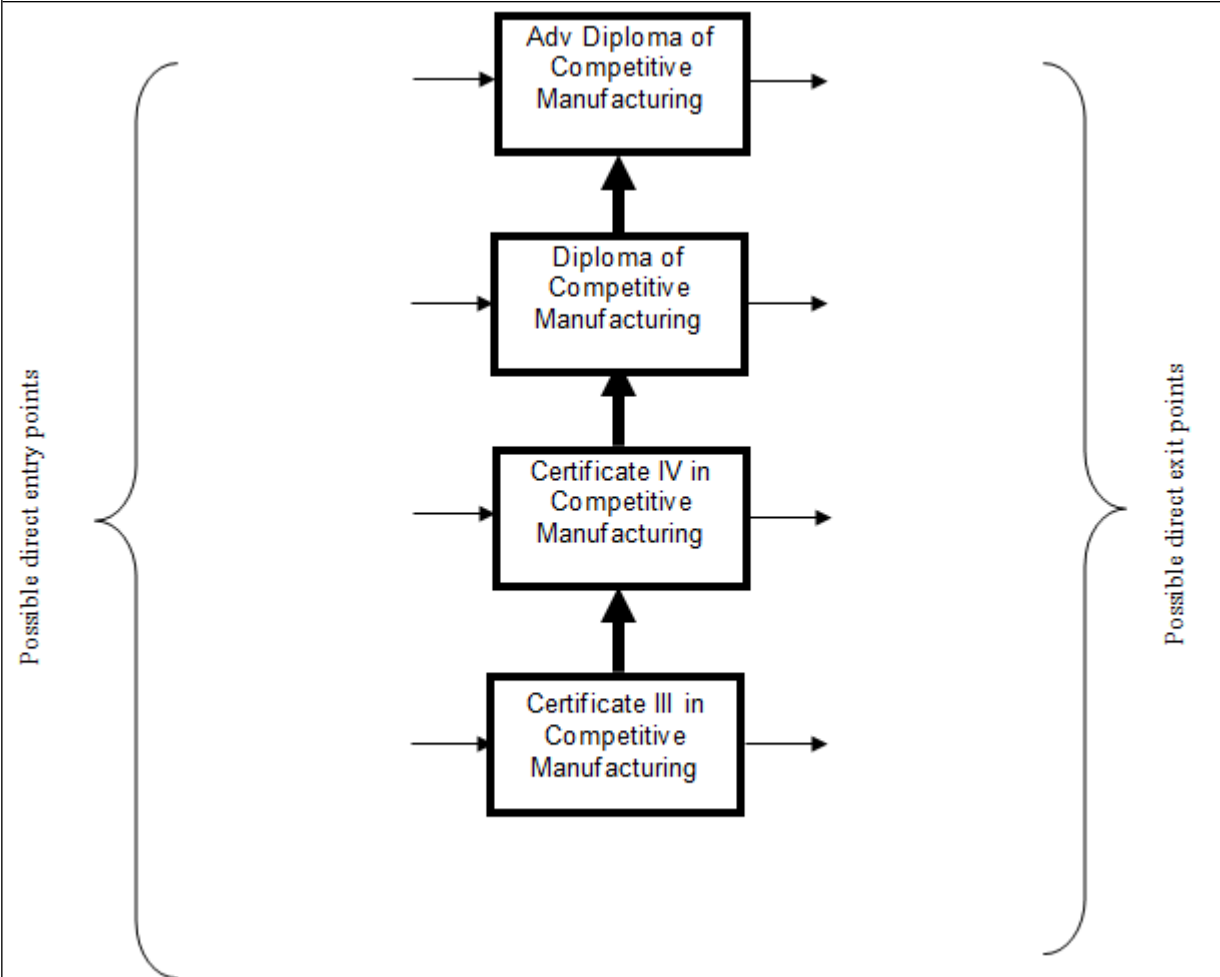 Adv Diploma of
Competitive
Manufacturing
Diploma of
Competitive
Manufacturing
Certificate IV in
Competitive
Manufacturing
Certificate III in
Competitive
Manufacturing
Possible direct entry points
Possible direct exit points